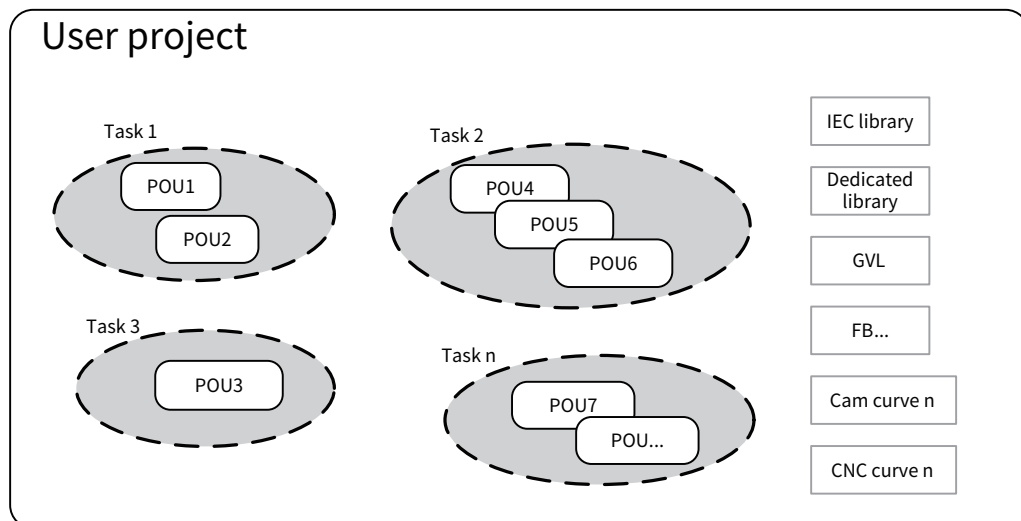 User project
Task 1
POU1
POU2
Task 2
POU4
POU5
POU6
Task 3
POU3
Task n
POU7
POU...
IEC library
Dedicated
library
GVL
FB...
Cam curve n
CNC curve n